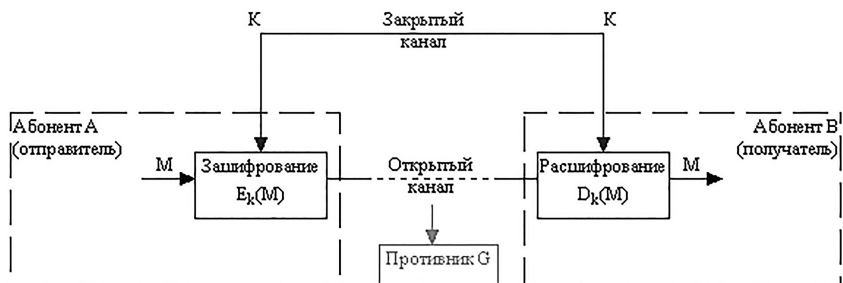 K Закрытый канал K
Абонент А
(отправитель)
Абонент В
(получатель)
M
Зашифрование
Ek(M)
Открытый
канал
Расшифрование
Dk(M)
M
Противник G